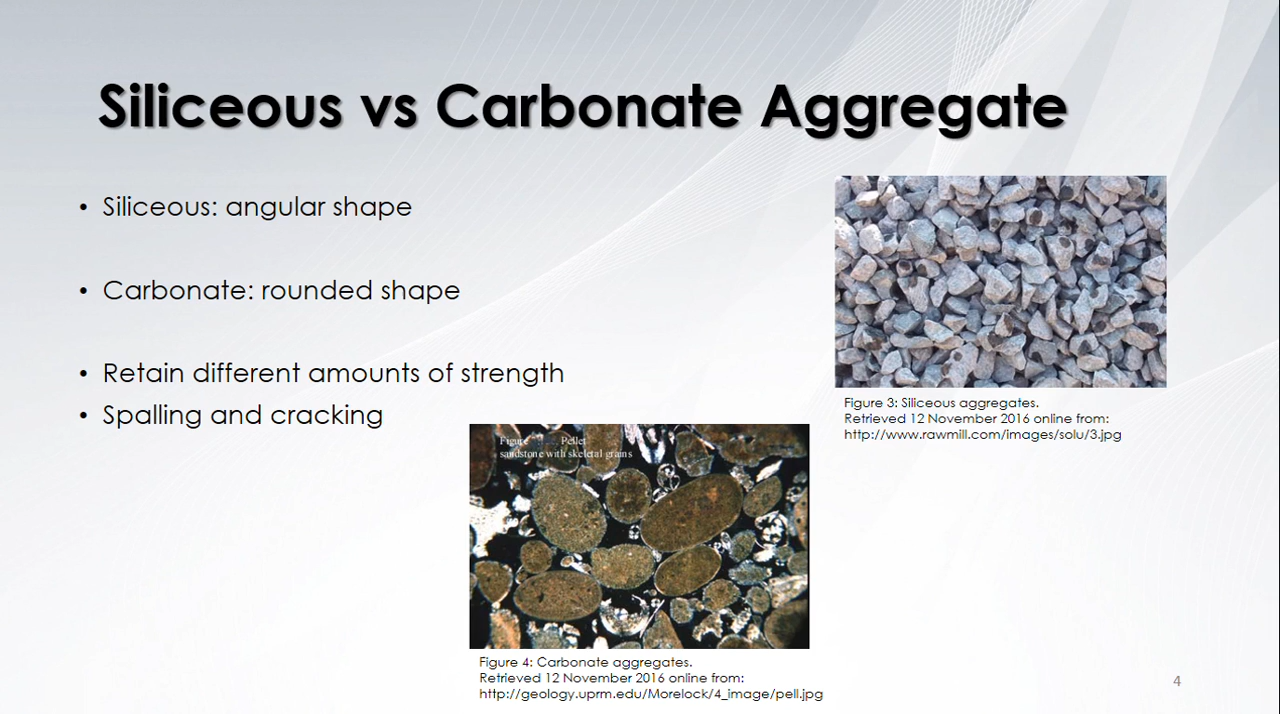 Siliceous vs Carbonate Aggregate
• Siliceous: angular shape
• Carbonate: rounded shape
• Retain different amounts of strength
• Spalling and cracking
Figure 3: Siliceous aggregates.
Retrieved 12 November 2016 online from:
http://www.rawmill.com/images/solu/3.jpg
Figure Pellet
sandstone with skeletal grains
Figure 4: Carbonate aggregates.
Retrieved 12 November 2016 online from:
http://geology.uprm.edu/Morelock/4_image/pell.jpg
4